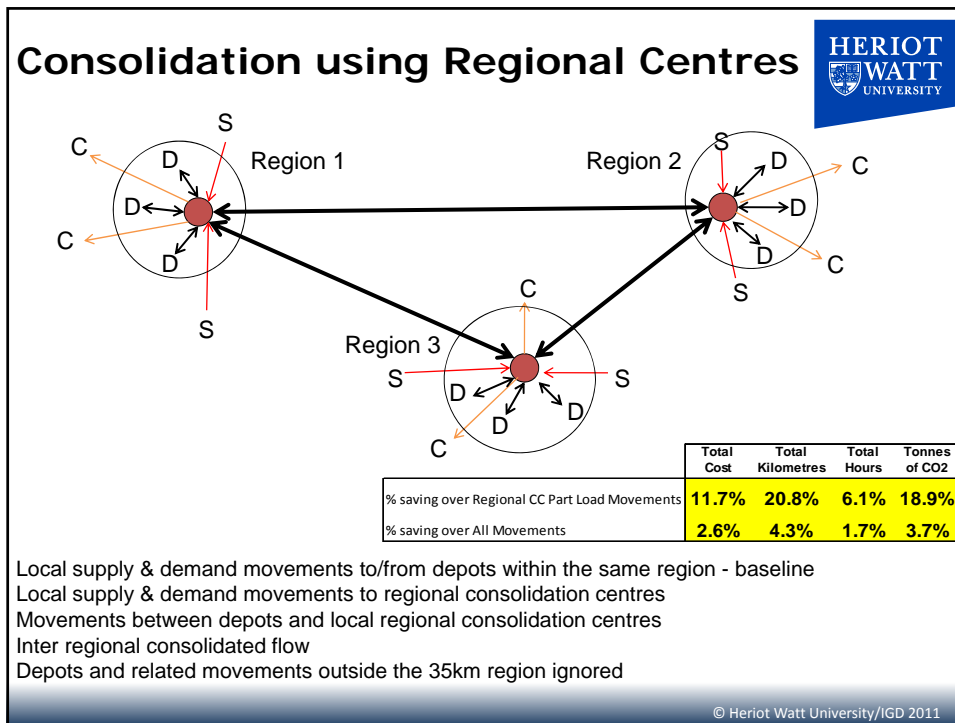 Consolidation using Regional Centres
HERIOT
WATT
UNIVERSITY
S
C
D
Region 1
D
C
D
S
Region 2
S
D
C
D
D
C
S
C
Region 3
S
S
D
D
D
C
Total Cost Total Kilometres Total Hours Tonnes of CO2
% saving over Regional CC Part Load Movements 11.7% 20.8% 6.1% 18.9%
% saving over All Movements 2.6% 4.3% 1.7% 3.7%
Local supply & demand movements to/from depots within the same region - baseline
Local supply & demand movements to regional consolidation centres
Movements between depots and local regional consolidation centres
Inter regional consolidated flow
Depots and related movements outside the 35km region ignored
© Heriot Watt University/IGD 2011